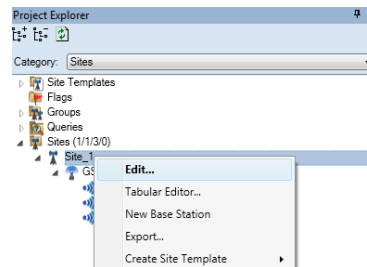 Project Explorer
Category: Sites
Site Templates
Flags
Groups
Queries
Sites (1/1/3/0)
Site_1
Edit...
Tabular Editor...
New Base Station
Export...
Create Site Template